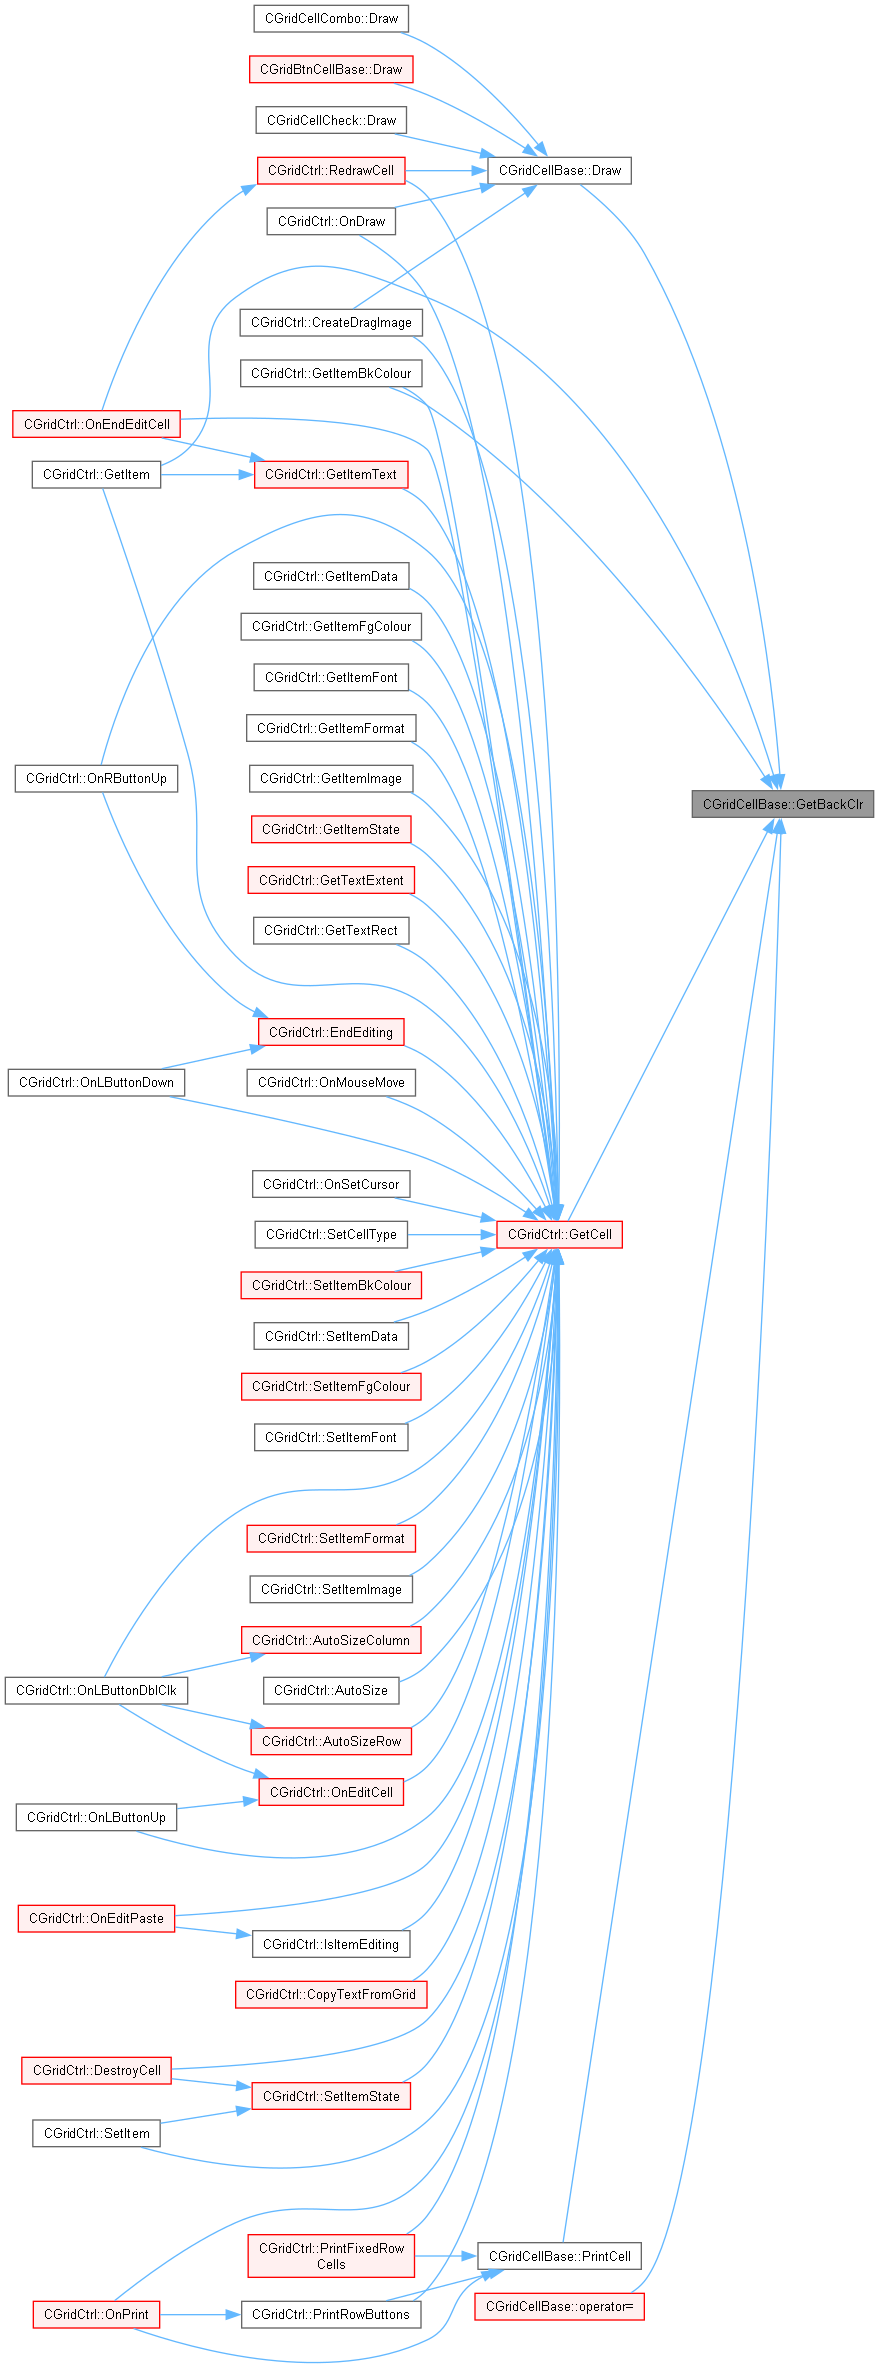 CGridCellCombo::Draw
CGridBtnCellBase::Draw
CGridCellCheck::Draw
CGridCtrl::RedrawCell
CGridCellBase::Draw
CGridCtrl::OnDraw
CGridCtrl::CreateDragImage
CGridCtrl::GetItemBkColour
CGridCtrl::OnEndEditCell
CGridCtrl::GetItem
CGridCtrl::GetItemText
CGridCtrl::GetItemData
CGridCtrl::GetItemFgColour
CGridCtrl::GetItemFont
CGridCtrl::GetItemFormat
CGridCtrl::OnRButtonUp
CGridCtrl::GetItemImage
CGridCellBase::GetBackClr
CGridCtrl::GetItemState
CGridCtrl::GetTextExtent
CGridCtrl::GetTextRect
CGridCtrl::EndEditing
CGridCtrl::OnLButtonDown
CGridCtrl::OnMouseMove
CGridCtrl::OnSetCursor
CGridCtrl::SetCellType
CGridCtrl::GetCell
CGridCtrl::SetItemBkColour
CGridCtrl::SetItemData
CGridCtrl::SetItemFgColour
CGridCtrl::SetItemFont
CGridCtrl::SetItemFormat
CGridCtrl::SetItemImage
CGridCtrl::AutoSizeColumn
CGridCtrl::OnLButtonDblClk
CGridCtrl::AutoSize
CGridCtrl::AutoSizeRow
CGridCtrl::OnEditCell
CGridCtrl::OnLButtonUp
CGridCtrl::OnEditPaste
CGridCtrl::IsItemEditing
CGridCtrl::CopyTextFromGrid
CGridCtrl::DestroyCell
CGridCtrl::SetItemState
CGridCtrl::SetItem
CGridCtrl::PrintFixedRow
Cells
CGridCellBase::PrintCell
CGridCtrl::OnPrint
CGridCtrl::PrintRowButtons
CGridCellBase::operator=